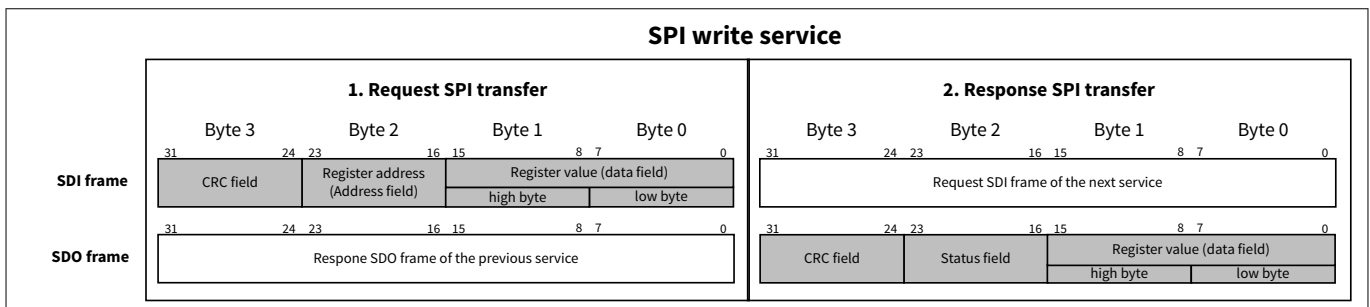 SPI write service
1. Request SPI transfer
2. Response SPI transfer
Byte 3 Byte 2 Byte 1 Byte 0
Byte 3 Byte 2 Byte 1 Byte 0
31 24 23 16 15 8 7 0
31 24 23 16 15 8 7 0
SDI frame
CRC field
Register address
(Address field)
Register value (data field)
high byte low byte
Request SDI frame of the next service
31 24 23 16 15 8 7 0
31 24 23 16 15 8 7 0
SDO frame
Respone SDO frame of the previous service
CRC field
Status field
Register value (data field)
high byte low byte